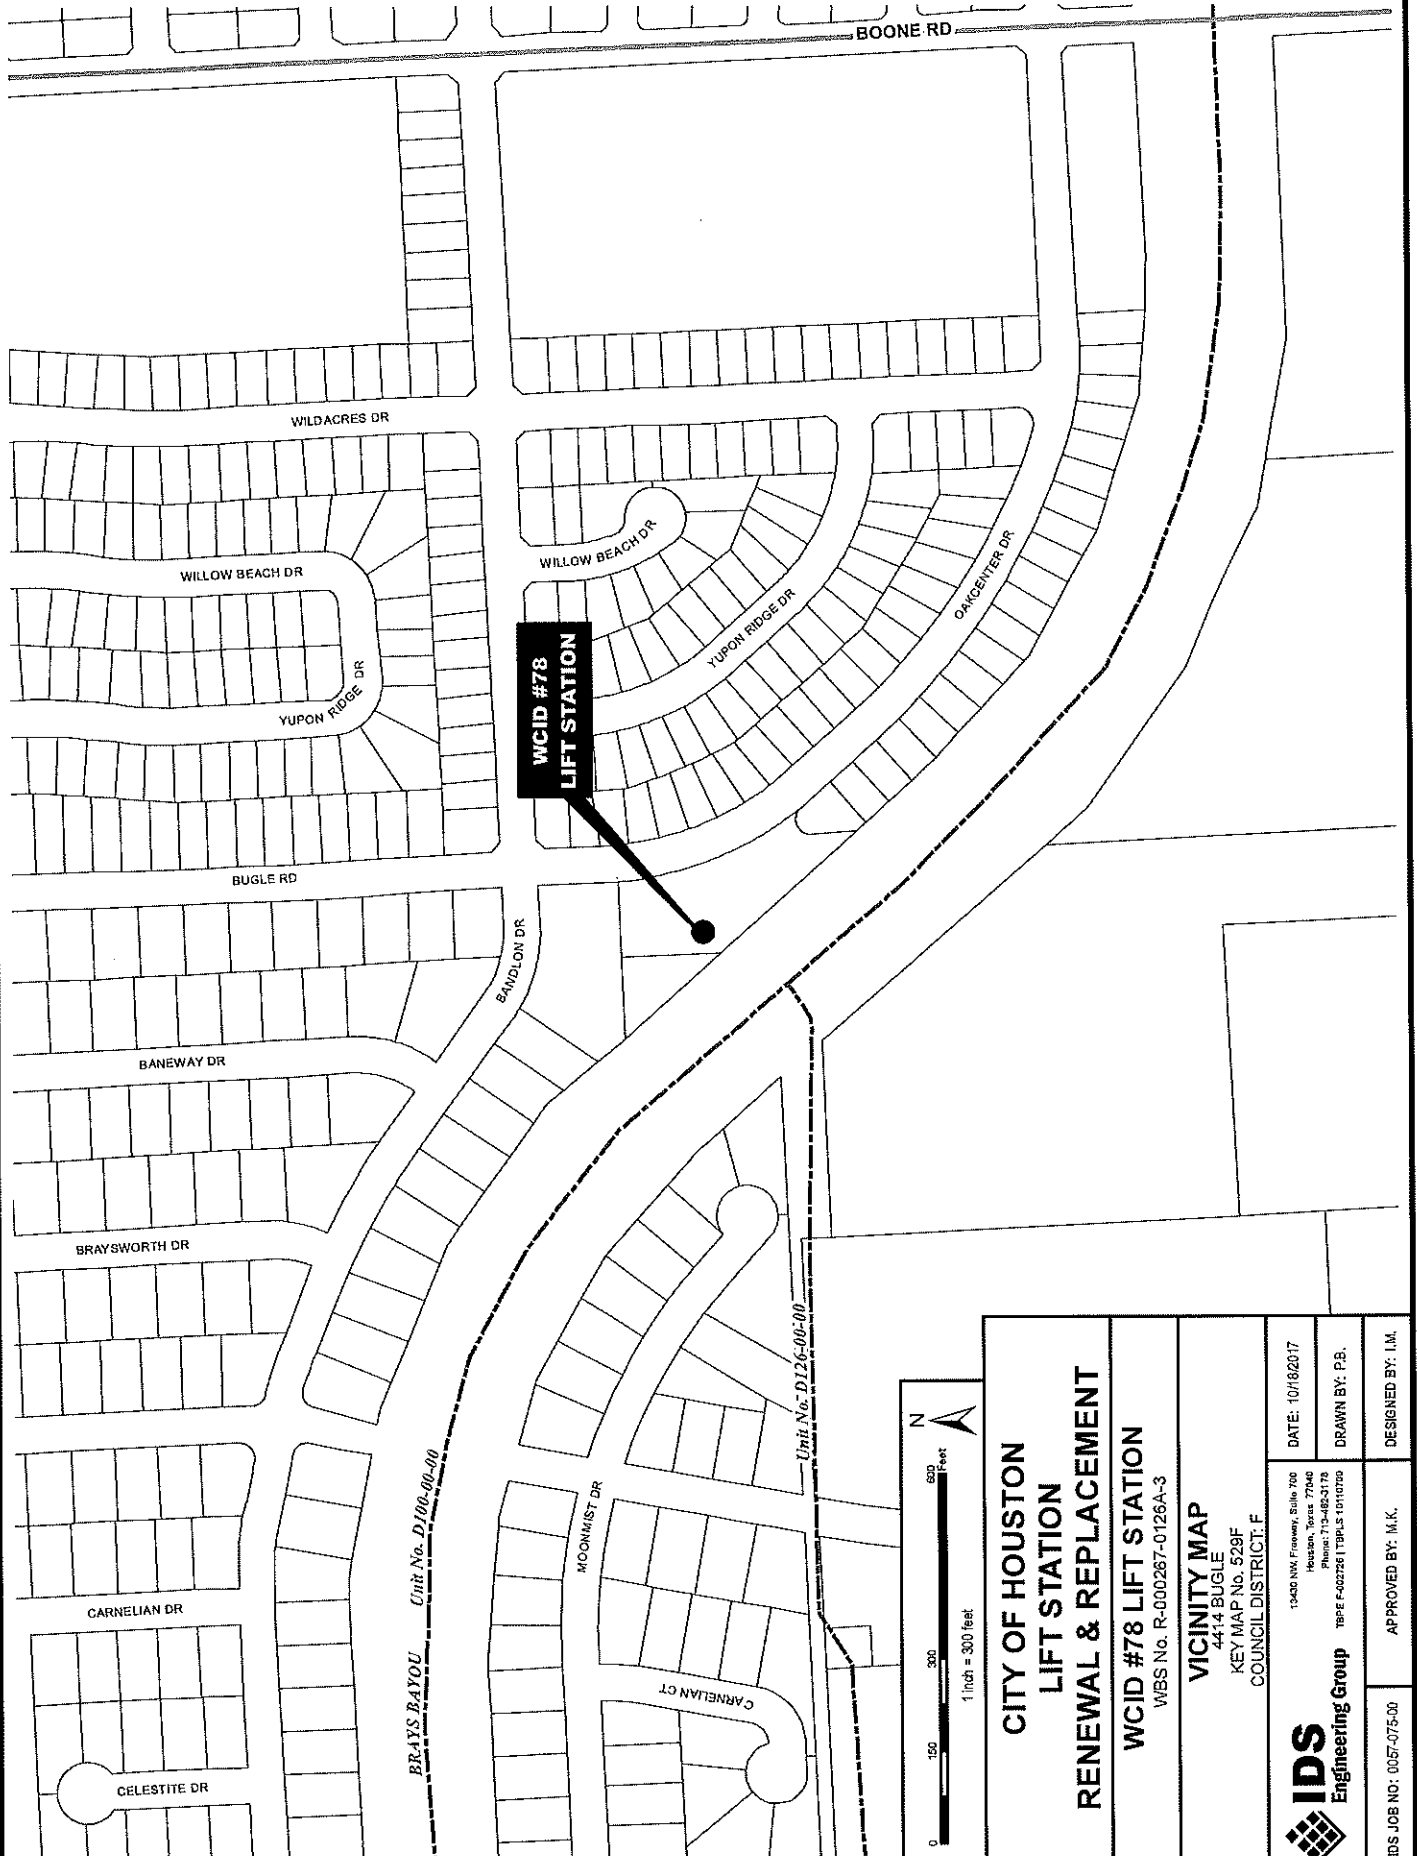 BOONE RD
WILDACRES DR
WILLOW BEACH DR
WILLOW BEACH DR
YUPON RIDGE DR
YUPON RIDGE DR
OAKCENTER DR
WCID #78
LIFT STATION
BUGLE RD
BANDLON DR
BANEWAY DR
BRAYSWORTH DR
CARNELIAN DR
CELESTITE DR
BRAYS BAYOU
Unit No. D100-00-00
Unit No. D126-00-00
MOONMIST DR
CARNELIAN CT
N
0 150 300 600
Feet
1 inch = 300 feet
CITY OF HOUSTON
LIFT STATION
RENEWAL & REPLACEMENT
WCID #78 LIFT STATION
WBS No. R-000267-0126A-3
VICINITY MAP
4414 BUGLE
KEY MAP No. 529F
COUNCIL DISTRICT: F
IDS
Engineering Group
13430 NW. Freeway, Suite 700
Houston, Texas 77040
Phone: 713-462-3178
TBPE F-002726 | TBPLS 10110700
DATE: 10/18/2017
DRAWN BY: P.B.
IDS JOB NO: 0057-075-00
APPROVED BY: M.K.
DESIGNED BY: I.M.